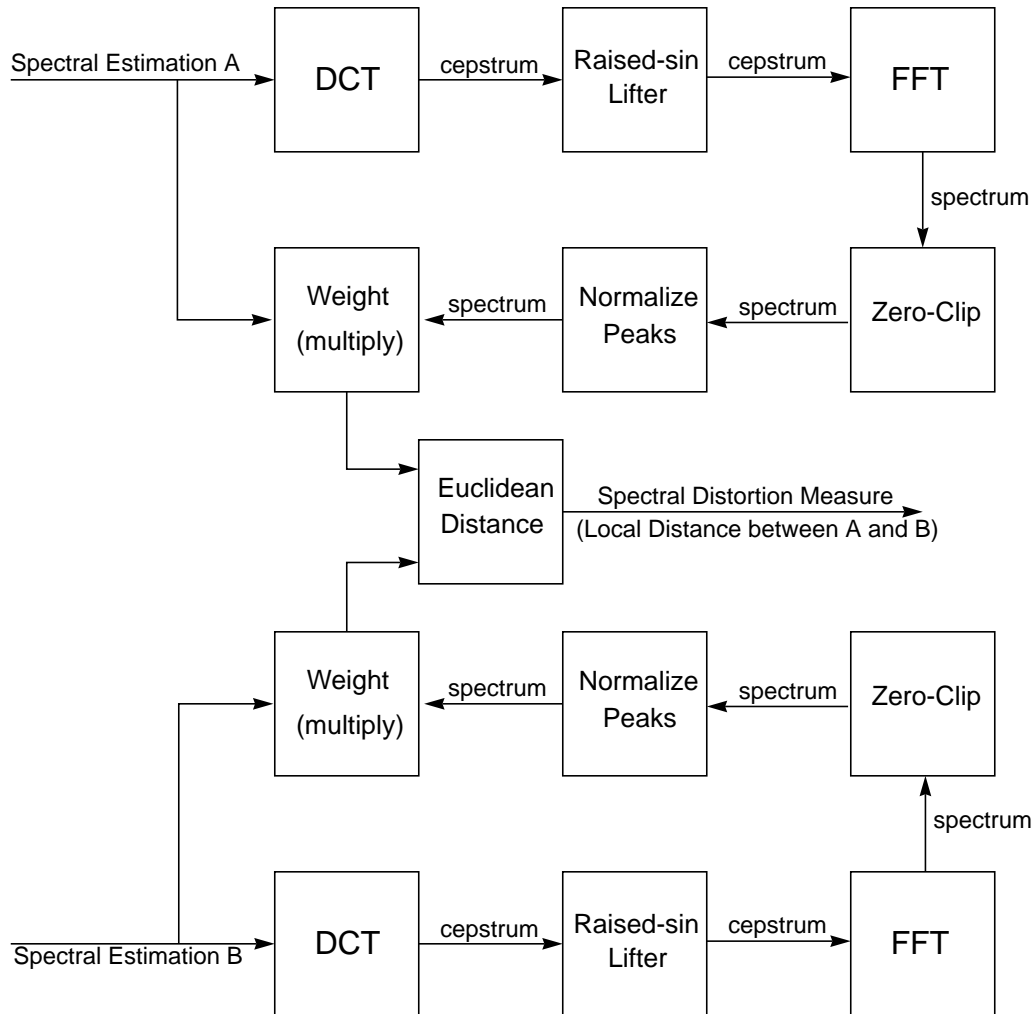 Spectral Estimation A
DCT
cepstrum
Raised-sin
Lifter
cepstrum
FFT
spectrum
Weight
(multiply)
spectrum
Normalize
Peaks
spectrum
Zero-Clip
Euclidean
Distance
Spectral Distortion Measure
(Local Distance between A and B)
Weight
(multiply)
spectrum
Normalize
Peaks
spectrum
Zero-Clip
spectrum
Spectral Estimation B
DCT
cepstrum
Raised-sin
Lifter
cepstrum
FFT